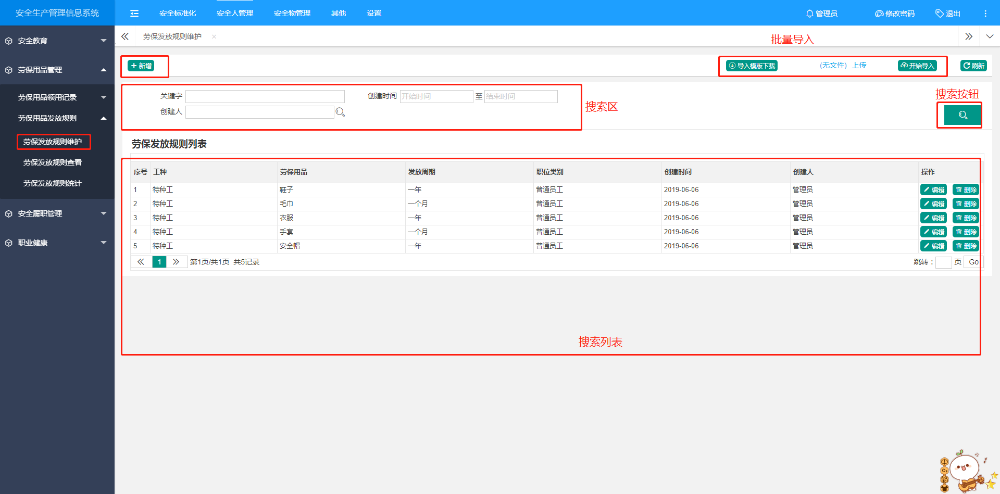 安全生产管理信息系统
安全标准化 安全人管理 安全物管理 其他 设置
管理员 修改密码 退出
安全教育
劳保用品管理
劳保用品领用记录
劳保用品发放规则
劳保发放规则维护
劳保发放规则查看
劳保发放规则统计
安全履职管理
职业健康
劳保发放规则维护 ×
批量导入
新增
导入模版下载 (无文件) 上传 开始导入 刷新
关键字 创建时间 开始时间 至 结束时间
创建人
搜索区
搜索按钮
劳保发放规则列表
序号 工种 劳保用品 发放周期 职位类别 创建时间 创建人 操作
1 特种工 鞋子 一年 普通员工 2019-06-06 管理员 编辑 删除
2 特种工 毛巾 一个月 普通员工 2019-06-06 管理员 编辑 删除
3 特种工 衣服 一年 普通员工 2019-06-06 管理员 编辑 删除
4 特种工 手套 一个月 普通员工 2019-06-06 管理员 编辑 删除
5 特种工 安全帽 一年 普通员工 2019-06-06 管理员 编辑 删除
1 第1页/共1页 共5记录 跳转： 页 Go
搜索列表
中
简